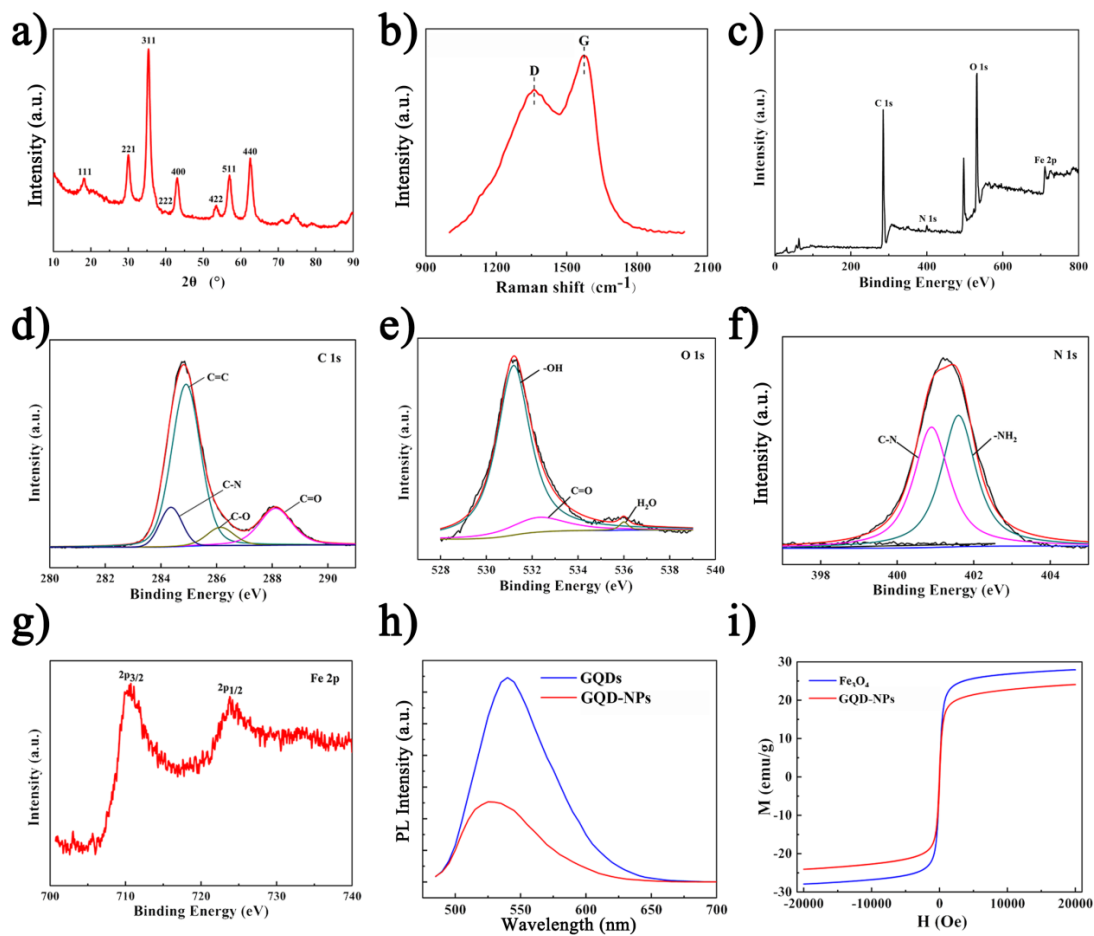 a)
311
221
440
511
400
111
222
422
Intensity (a.u.)
10 20 30 40 50 60 70 80 90
2θ (°)
b)
G
D
Intensity (a.u.)
900 1200 1500 1800 2100
Raman shift (cm-1)
c)
O 1s
C 1s
Fe 2p
N 1s
Intensity (a.u.)
0 200 400 600 800
Binding Energy (eV)
d)
C 1s
C=C
C-N
C-O
C=O
Intensity (a.u.)
280 282 284 286 288 290
Binding Energy (eV)
e)
O 1s
-OH
C=O
H2O
Intensity (a.u.)
528 530 532 534 536 538 540
Binding Energy (eV)
f)
N 1s
C-N
-NH2
Intensity (a.u.)
398 400 402 404
Binding Energy (eV)
g)
2p3/2
2p1/2
Fe 2p
Intensity (a.u.)
700 710 720 730 740
Binding Energy (eV)
h)
GQDs
GQD-NPs
PL Intensity (a.u.)
500 550 600 650 700
Wavelength (nm)
i)
30
20
10
0
-10
-20
-30
Fe3O4
GQD-NPs
M (emu/g)
-20000 -10000 0 10000 20000
H (Oe)